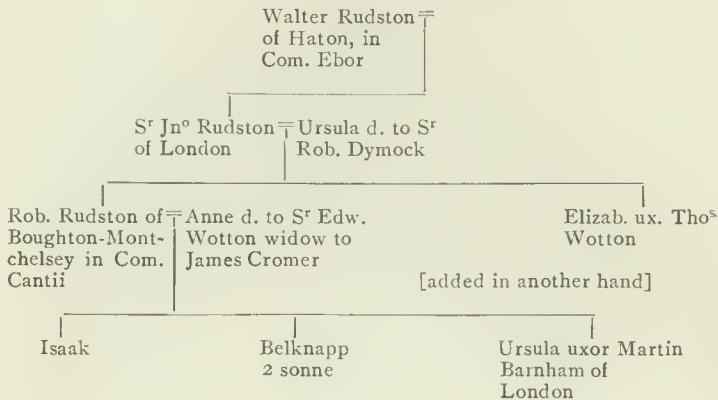 Walter Rudston
of Haton, in
Com. Ebor
Sʳ Jnᵒ Rudston
of London
Ursula d. to Sʳ
Rob. Dymock
Rob. Rudston of
Boughton-Mont-
chelsey in Com.
Cantii
Anne d. to Sʳ Edw.
Wotton widow to
James Cromer
Elizab. ux. Thoˢ
Wotton
[added in another hand]
Isaak
Belknapp
2 sonne
Ursula uxor Martin
Barnham of
London